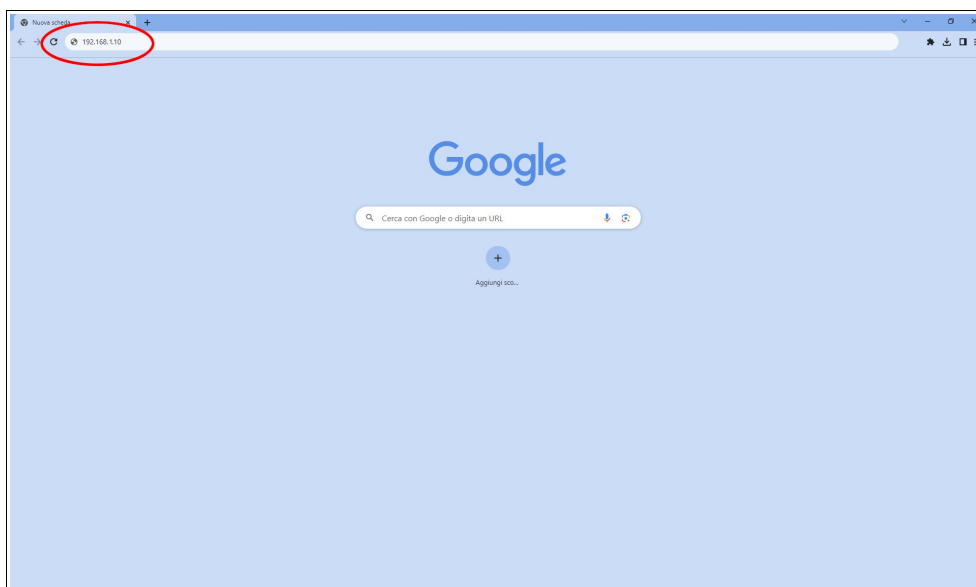 Nuova scheda
192.168.1.10
Google
Cerca con Google o digita un URL
Aggiungi sco...